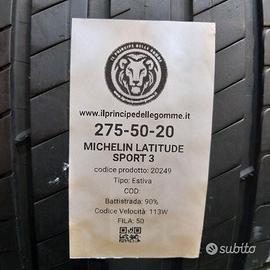 IL PRINCIPE DELLE GOMME
www.ilprincipedellegomme.it
275-50-20
MICHELIN LATITUDE
SPORT 3
codice prodotto: 20249
Tipo: Estiva
COD:
Battistrada: 90%
Codice Velocità: 113W
FILA: 50
subito